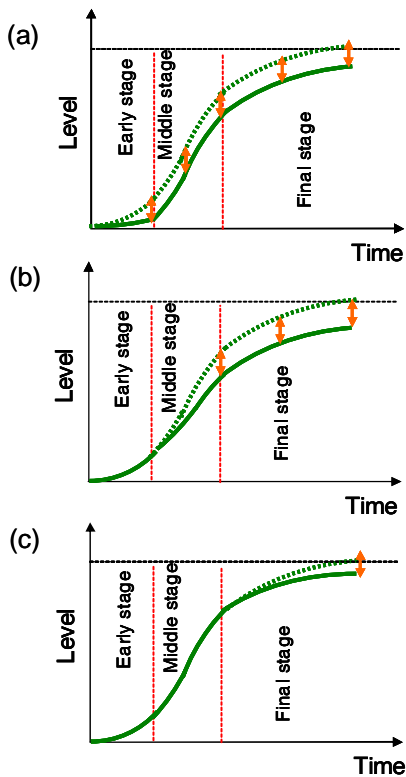 (a)
Level
Early stage
Middle stage
Final stage
Time
(b)
Level
Early stage
Middle stage
Final stage
Time
(c)
Level
Early stage
Middle stage
Final stage
Time